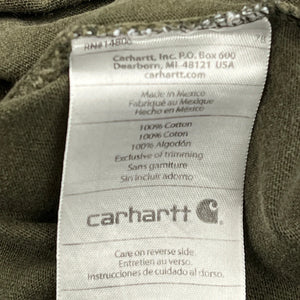 Carhartt, Inc. P.O. Box 600
Dearborn, MI 48121 USA
carhartt.com
Made in Mexico
Fabriqué au Mexique
Hecho en México
100% Cotton
100% Coton
100% Algodón
Exclusive of trimming
Sans garniture
Sin incluir adorno
carhartt
Care on reverse side.
Entretien au verso.
Instrucciones de cuidado al dorso.